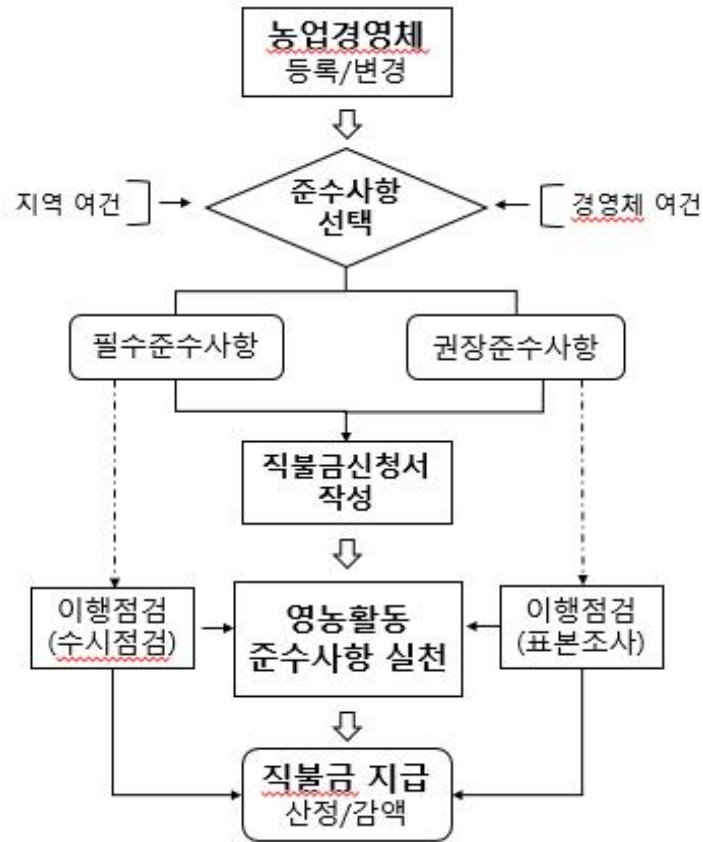 농업경영체
등록/변경
준수사항
선택
지역 여건
경영체 여건
필수준수사항
권장준수사항
직불금신청서
작성
이행점검
(수시점검)
영농활동
준수사항 실천
이행점검
(표본조사)
직불금 지급
산정/감액